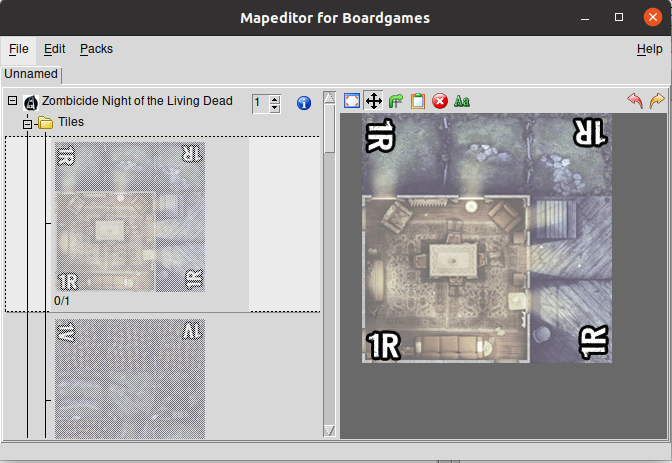 Mapeditor for Boardgames
File Edit Packs Help
Unnamed
Zombicide Night of the Living Dead 1
Tiles
1R 1R
1R 1R
0/1
1V 1V
Aa
1R 1R
1R 1R